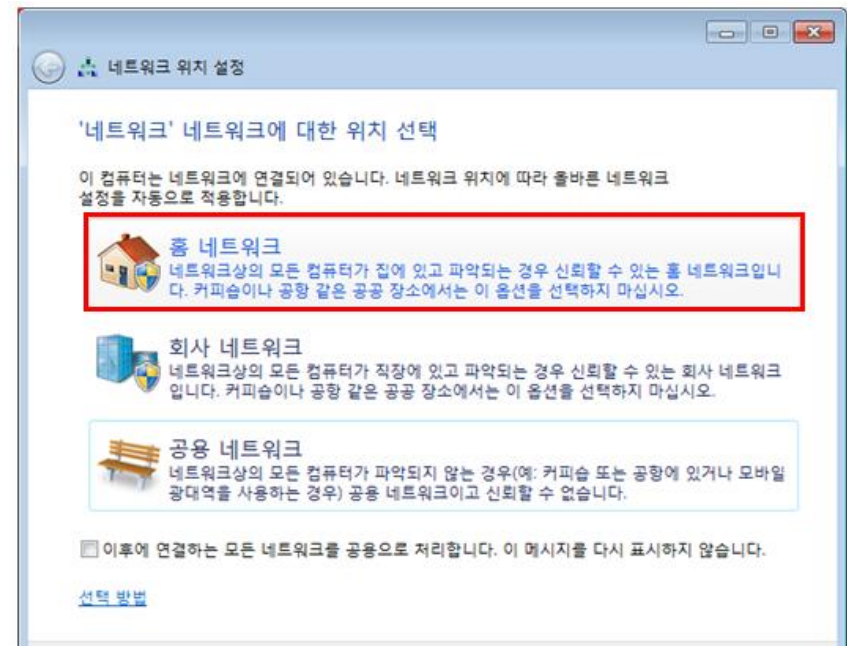 네트워크 위치 설정
'네트워크' 네트워크에 대한 위치 선택
이 컴퓨터는 네트워크에 연결되어 있습니다. 네트워크 위치에 따라 올바른 네트워크
설정을 자동으로 적용합니다.
홈 네트워크
네트워크상의 모든 컴퓨터가 집에 있고 파악되는 경우 신뢰할 수 있는 홈 네트워크입니
다. 커피숍이나 공항 같은 공공 장소에서는 이 옵션을 선택하지 마십시오.
회사 네트워크
네트워크상의 모든 컴퓨터가 직장에 있고 파악되는 경우 신뢰할 수 있는 회사 네트워크
입니다. 커피숍이나 공항 같은 공공 장소에서는 이 옵션을 선택하지 마십시오.
공용 네트워크
네트워크상의 모든 컴퓨터가 파악되지 않는 경우(예: 커피숍 또는 공항에 있거나 모바일
광대역을 사용하는 경우) 공용 네트워크이고 신뢰할 수 없습니다.
이후에 연결하는 모든 네트워크를 공용으로 처리합니다. 이 메시지를 다시 표시하지 않습니다.
선택 방법